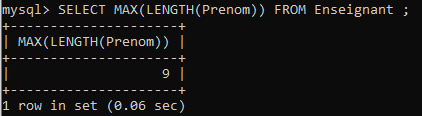 mysql> SELECT MAX(LENGTH(Prenom)) FROM Enseignant ;
+---------------------+
| MAX(LENGTH(Prenom)) |
+---------------------+
|                   9 |
+---------------------+
1 row in set (0.06 sec)